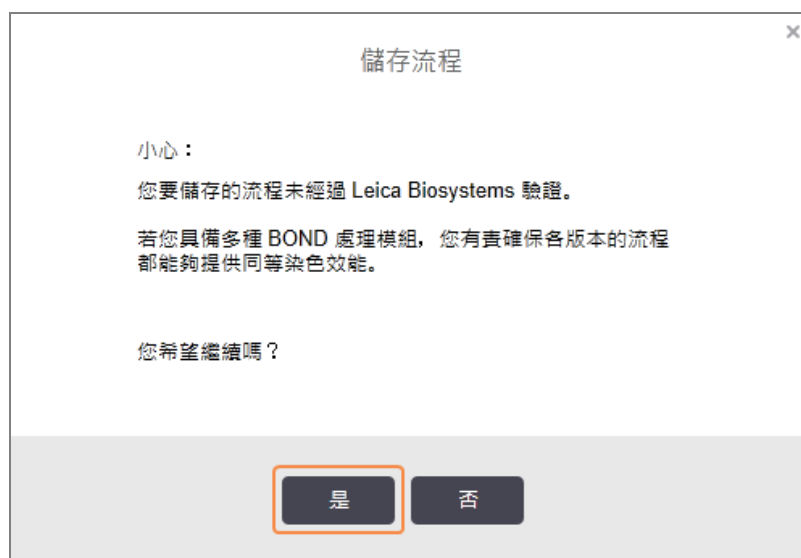 儲存流程
小心：
您要儲存的流程未經過 Leica Biosystems 驗證。
若您具備多種 BOND 處理模組，您有責確保各版本的流程
都能夠提供同等染色效能。
您希望繼續嗎？
是
否